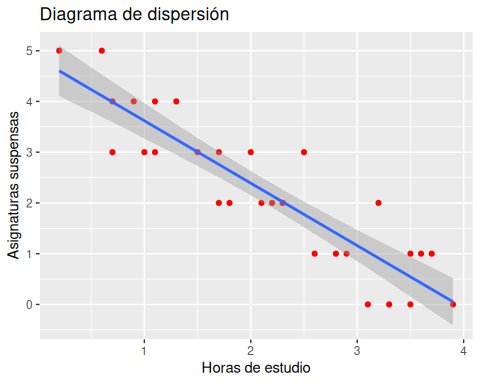 Diagrama de dispersión
5
4
3
2
1
0
Asignaturas suspensas
1 2 3 4
Horas de estudio